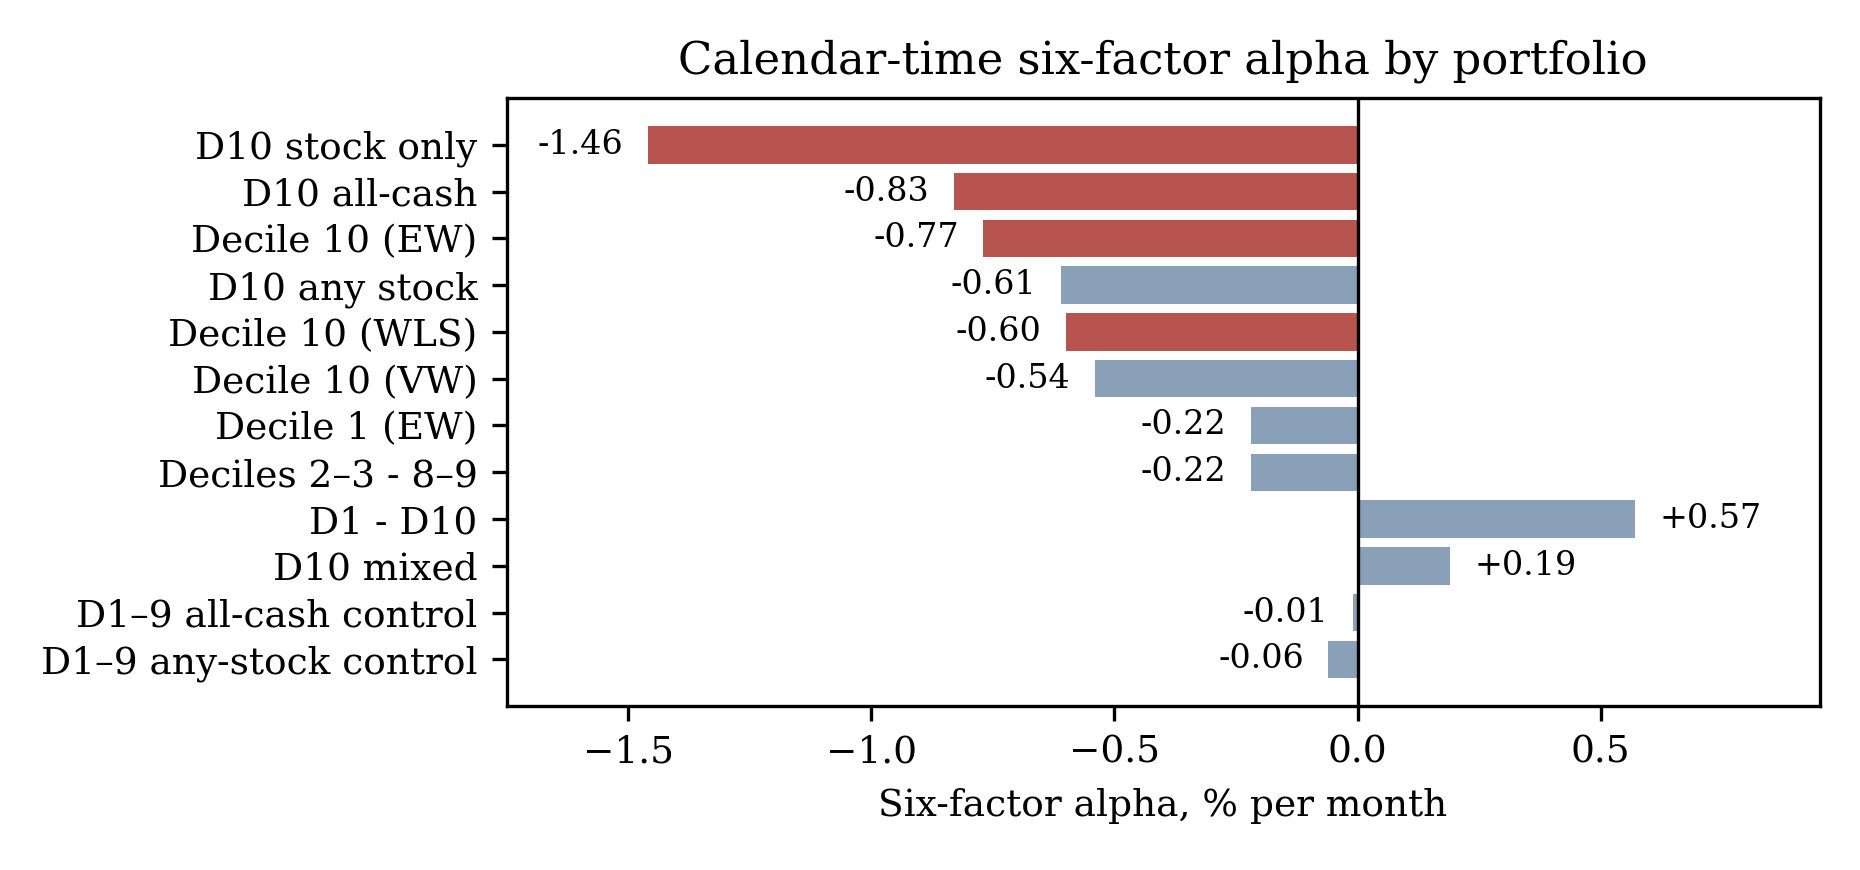 Calendar-time six-factor alpha by portfolio
D10 stock only -1.46
D10 all-cash -0.83
Decile 10 (EW) -0.77
D10 any stock -0.61
Decile 10 (WLS) -0.60
Decile 10 (VW) -0.54
Decile 1 (EW) -0.22
Deciles 2–3 - 8–9 -0.22
D1 - D10 +0.57
D10 mixed +0.19
D1–9 all-cash control -0.01
D1–9 any-stock control -0.06
−1.5 −1.0 −0.5 0.0 0.5
Six-factor alpha, % per month